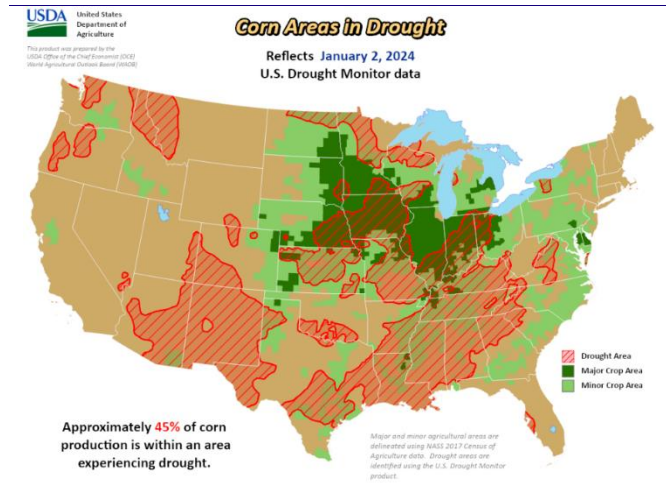 USDA
United States
Department of
Agriculture
This product was prepared by the
USDA Office of the Chief Economist (OCE)
World Agricultural Outlook Board (WAOB)
Corn Areas in Drought
Reflects January 2, 2024
U.S. Drought Monitor data
Drought Area
Major Crop Area
Minor Crop Area
Approximately 45% of corn
production is within an area
experiencing drought.
Major and minor agricultural areas are
delineated using NASS 2017 Census of
Agriculture data. Drought areas are
identified using the U.S. Drought Monitor
product.